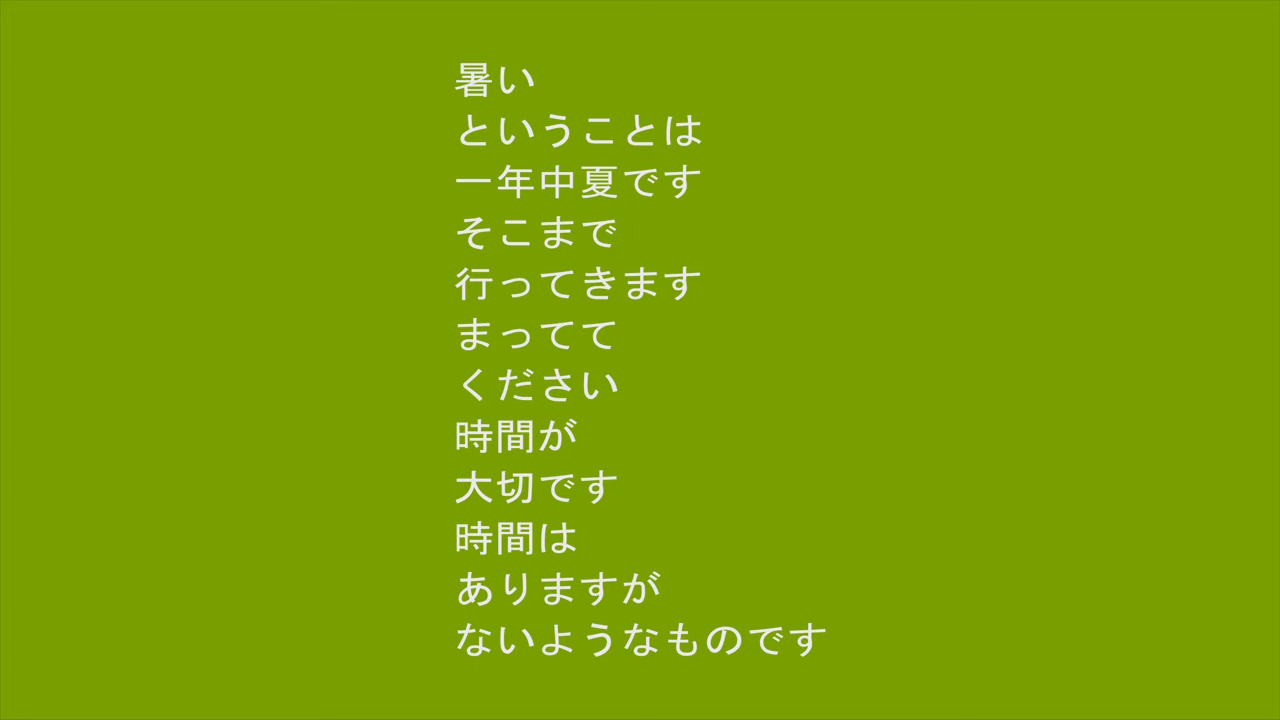 暑い
ということは
一年中夏です
そこまで
行ってきます
まってて
ください
時間が
大切です
時間は
ありますが
ないようなものです